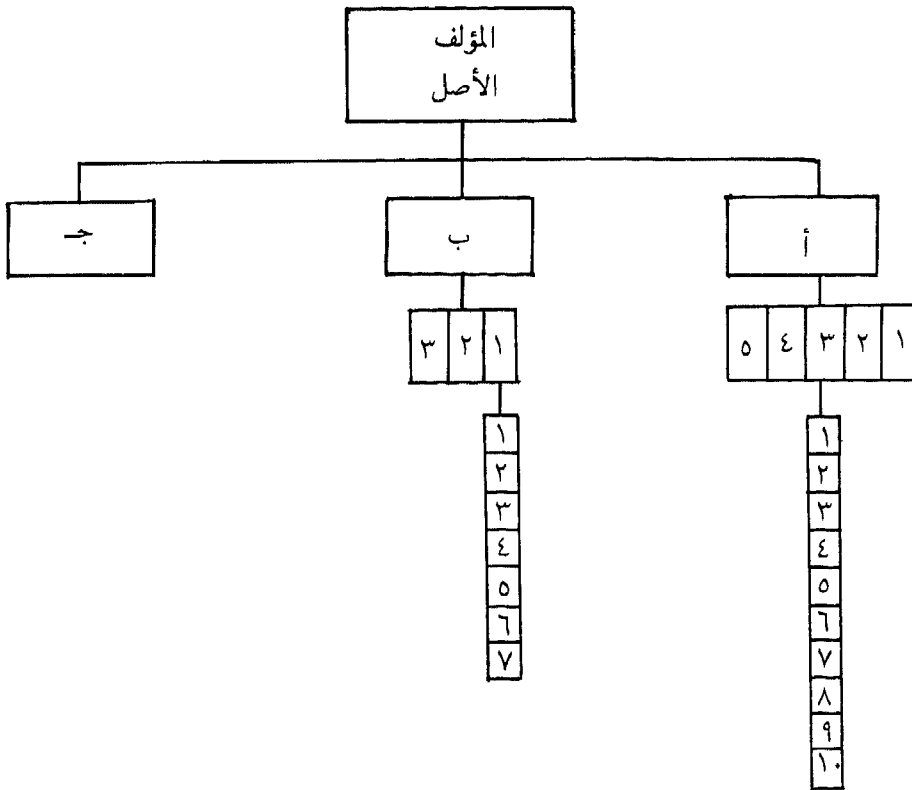 المؤلف
الأصل
أ
ب
جـ
١ ٢ ٣ ٤ ٥
١ ٢ ٣
١
٢
٣
٤
٥
٦
٧
٨
٩
١٠
١
٢
٣
٤
٥
٦
٧